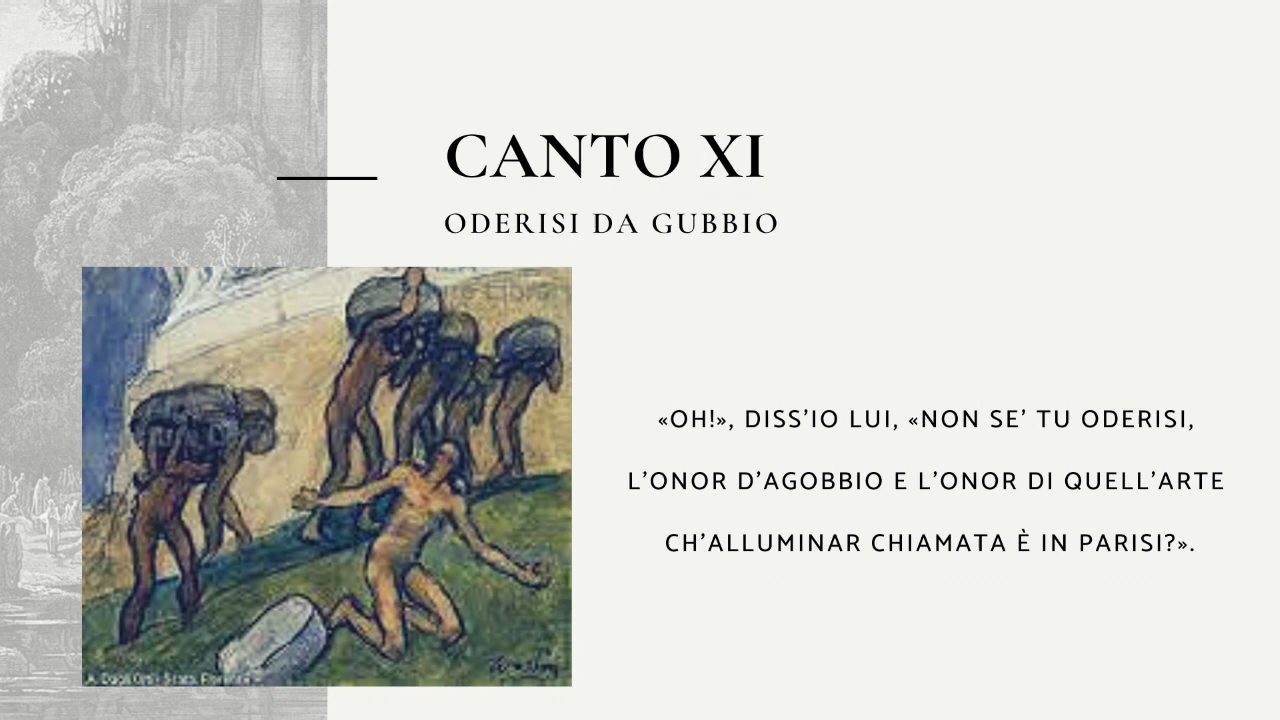 CANTO XI
ODERISI DA GUBBIO
«OH!», DISS’IO LUI, «NON SE’ TU ODERISI,
L’ONOR D’AGOBBIO E L’ONOR DI QUELL’ARTE
CH’ALLUMINAR CHIAMATA È IN PARISI?».